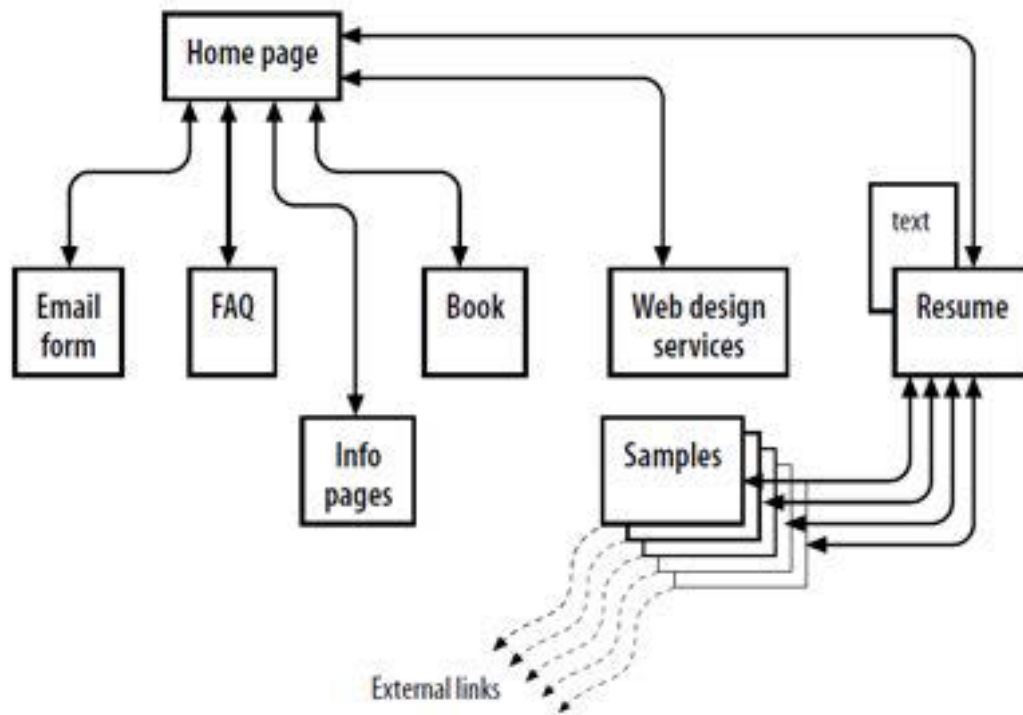 Home page
text
Email
form
FAQ
Book
Web design
services
Resume
Info
pages
Samples
External links